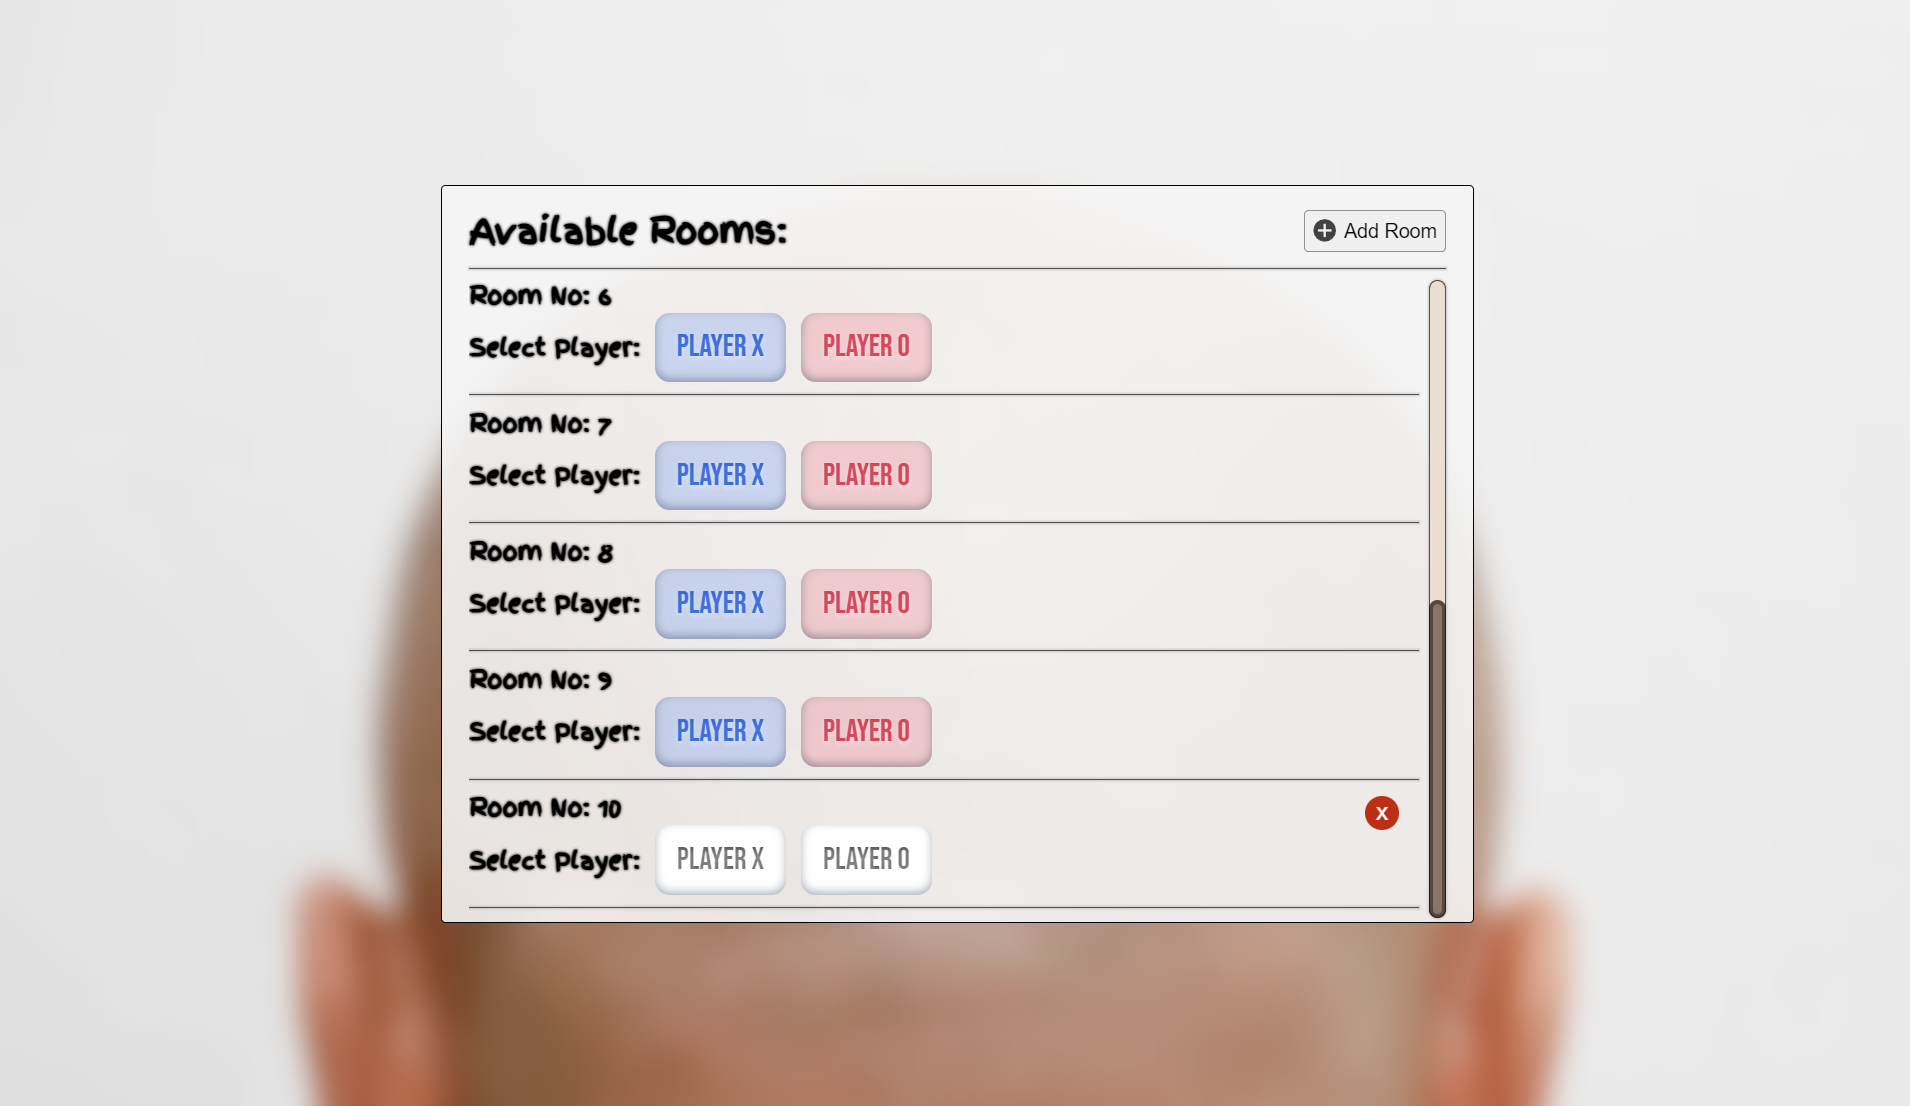 Available Rooms:
Add Room
Room No: 6
Select Player: PLAYER X PLAYER O
Room No: 7
Select Player: PLAYER X PLAYER O
Room No: 8
Select Player: PLAYER X PLAYER O
Room No: 9
Select Player: PLAYER X PLAYER O
Room No: 10
X
Select Player: PLAYER X PLAYER O